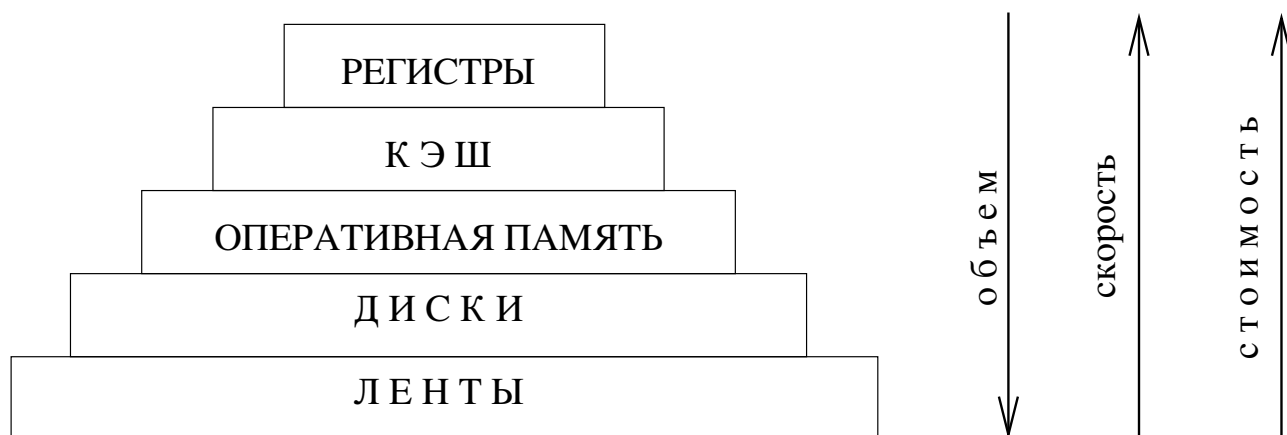 РЕГИСТРЫ
К Э Ш
ОПЕРАТИВНАЯ ПАМЯТЬ
Д И С К И
Л Е Н Т Ы
о б ъ е м
скорость
с т о и м о с т ь